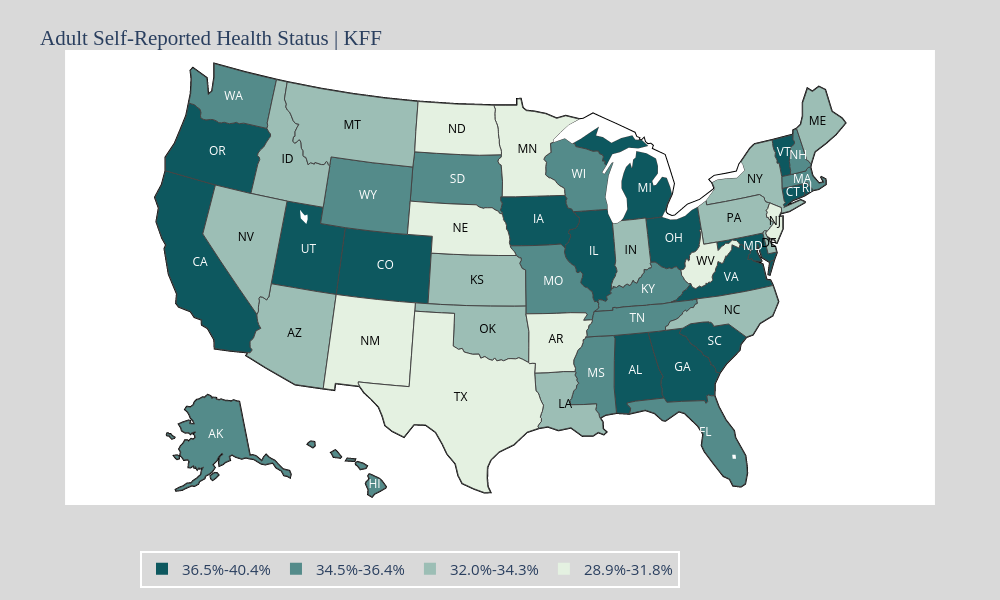 Adult Self-Reported Health Status | KFF
WA
MT
ND
MN
ME
OR
ID
WY
SD
WI
MI
NY
VT
NH
MA
RI
CT
NV
UT
CO
NE
IA
IL
IN
OH
PA
NJ
CA
KS
MO
KY
WV
VA
MD
DE
AZ
NM
OK
AR
TN
NC
SC
TX
LA
MS
AL
GA
FL
AK
HI
36.5%-40.4% 34.5%-36.4% 32.0%-34.3% 28.9%-31.8%